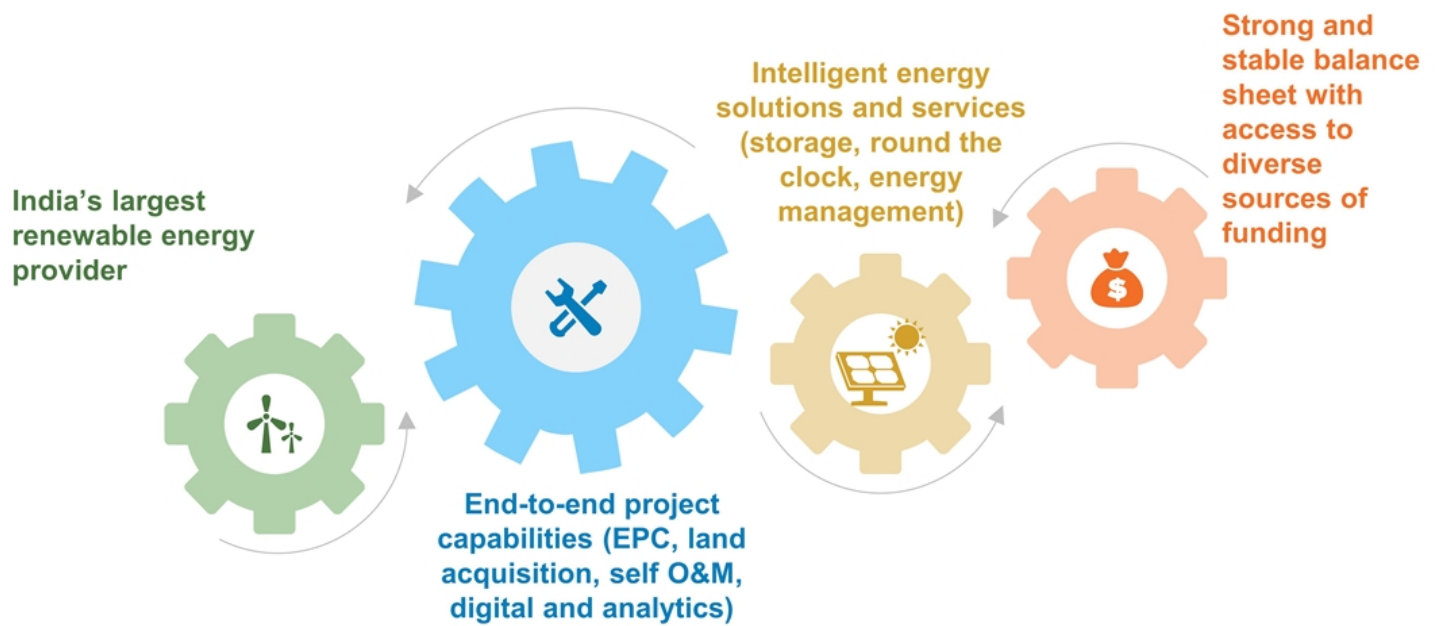 India’s largest
renewable energy
provider
End-to-end project
capabilities (EPC, land
acquisition, self O&M,
digital and analytics)
Intelligent energy
solutions and services
(storage, round the
clock, energy
management)
Strong and
stable balance
sheet with
access to
diverse
sources of
funding
$